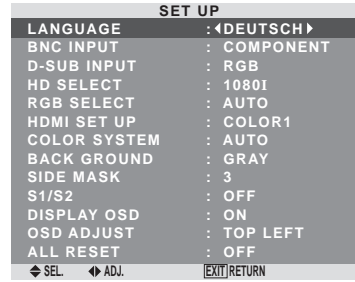 SET UP
LANGUAGE : ◀DEUTSCH▶
BNC INPUT : COMPONENT
D-SUB INPUT : RGB
HD SELECT : 1080I
RGB SELECT : AUTO
HDMI SET UP : COLOR1
COLOR SYSTEM : AUTO
BACK GROUND : GRAY
SIDE MASK : 3
S1/S2 : OFF
DISPLAY OSD : ON
OSD ADJUST : TOP LEFT
ALL RESET : OFF
SEL. ADJ. EXIT RETURN